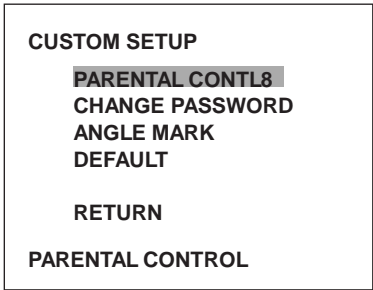 CUSTOM SETUP
PARENTAL CONTL8
CHANGE PASSWORD
ANGLE MARK
DEFAULT
RETURN
PARENTAL CONTROL